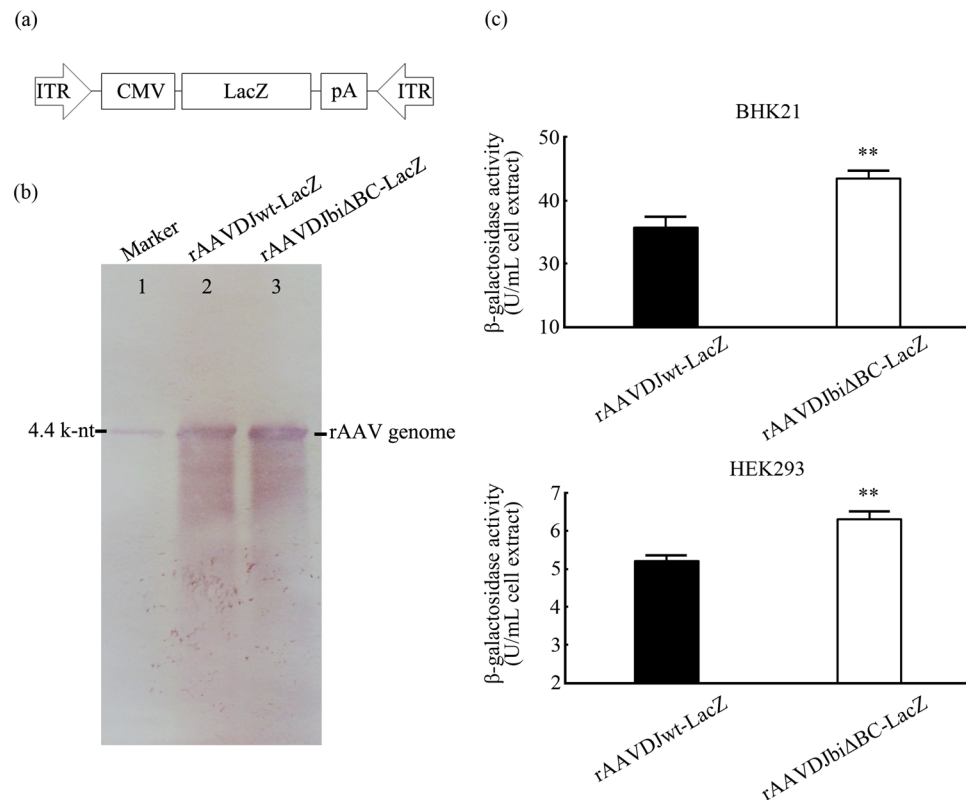 (a)
ITR CMV LacZ pA ITR
(b)
Marker
rAAVDJwt-LacZ
rAAVDJbiΔBC-LacZ
1 2 3
4.4 k-nt
rAAV genome
(c)
BHK21
β-galactosidase activity
(U/mL cell extract)
50
40
30
10
**
rAAVDJwt-LacZ
rAAVDJbiΔBC-LacZ
HEK293
β-galactosidase activity
(U/mL cell extract)
7
6
5
4
3
2
**
rAAVDJwt-LacZ
rAAVDJbiΔBC-LacZ